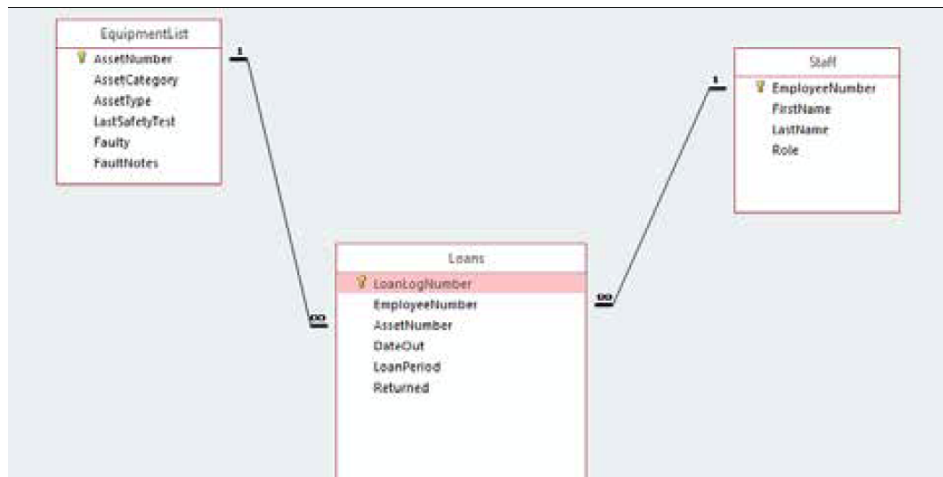 EquipmentList
AssetNumber
AssetCategory
AssetType
LastSafetyTest
Faulty
FaultNotes
1
Staff
EmployeeNumber
FirstName
LastName
Role
1
Loans
LoanLogNumber
EmployeeNumber
AssetNumber
DateOut
LoanPeriod
Returned
∞
∞